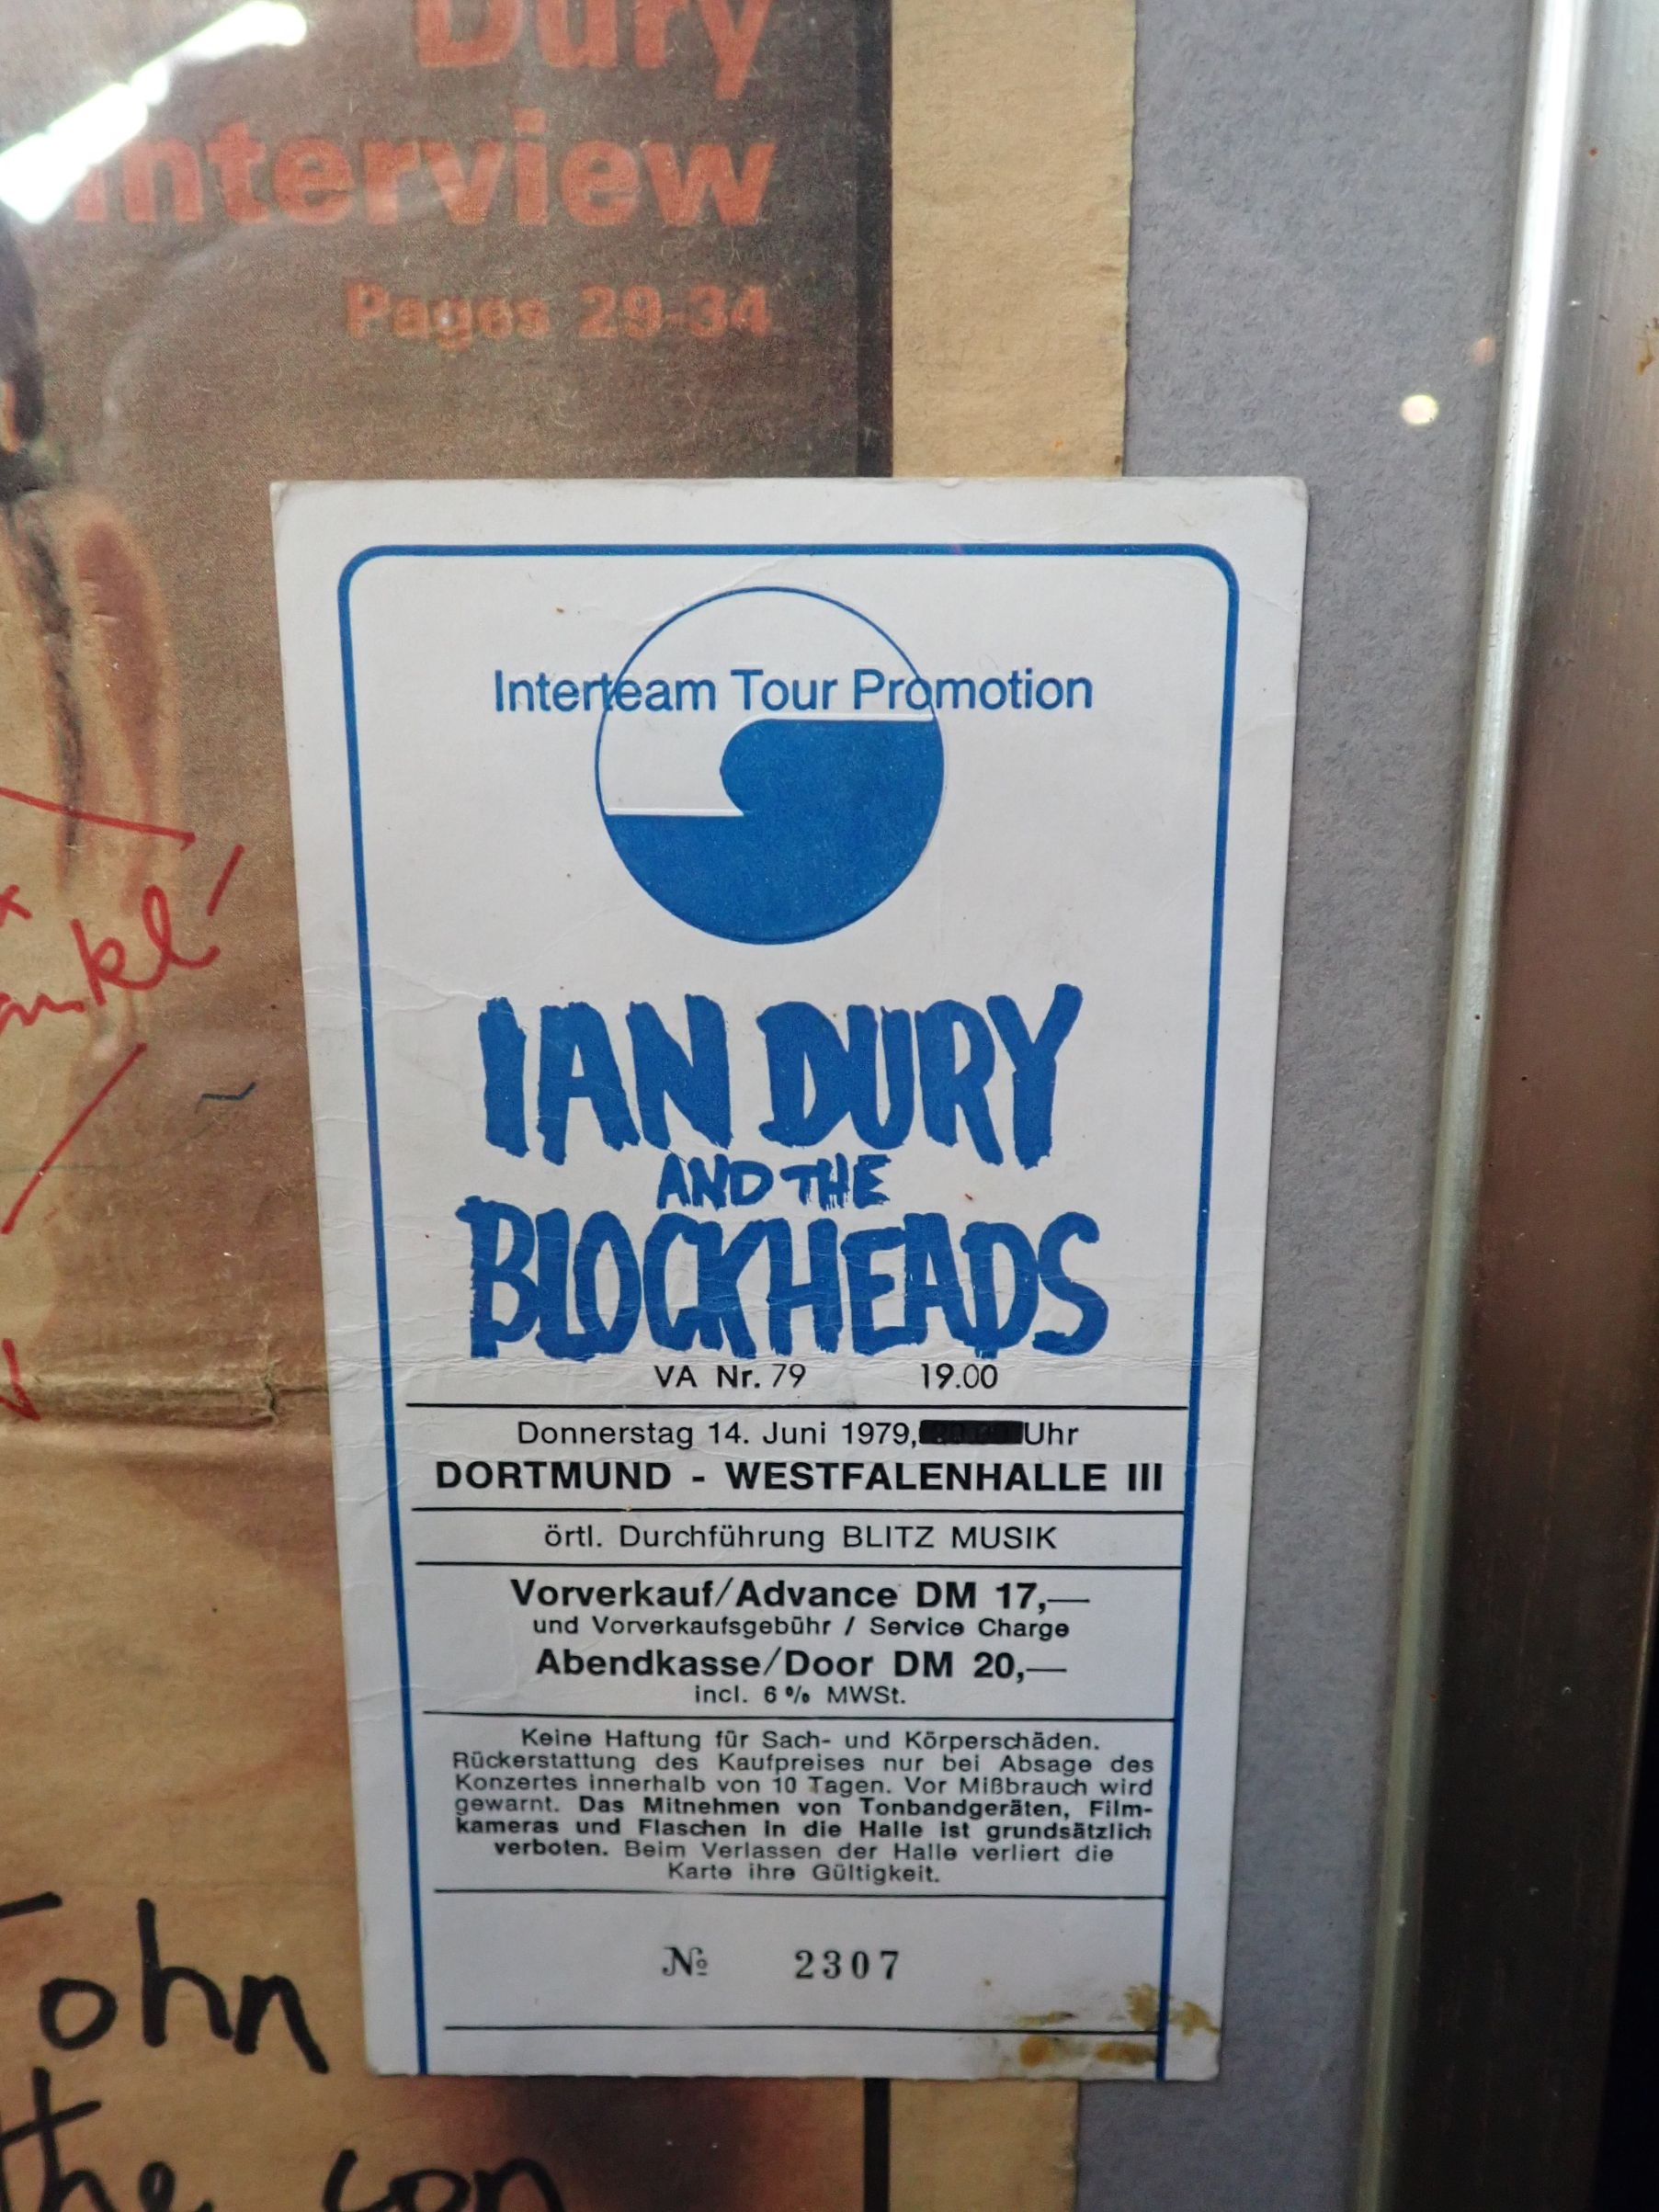 Dury
Interview
Pages 29-34
Interteam Tour Promotion
IAN DURY
AND THE
BLOCKHEADS
VA Nr. 79 19.00
Donnerstag 14. Juni 1979, Uhr
DORTMUND - WESTFALENHALLE III
örtl. Durchführung BLITZ MUSIK
Vorverkauf/Advance DM 17,—
und Vorverkaufsgebühr / Service Charge
Abendkasse/Door DM 20,—
incl. 6% MWSt.
Keine Haftung für Sach- und Körperschäden.
Rückerstattung des Kaufpreises nur bei Absage des
Konzertes innerhalb von 10 Tagen. Vor Mißbrauch wird
gewarnt. Das Mitnehmen von Tonbandgeräten, Film-
kameras und Flaschen in die Halle ist grundsätzlich
verboten. Beim Verlassen der Halle verliert die
Karte ihre Gültigkeit.
№ 2307
John
the con